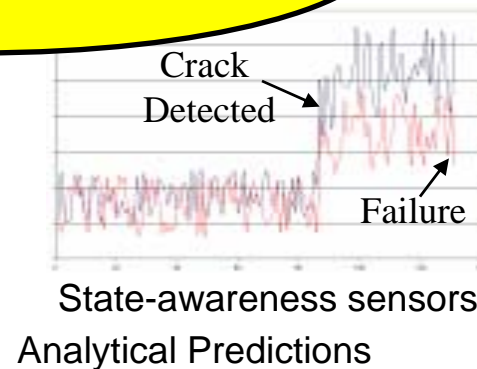 Crack
Detected
Failure
State-awareness sensors
Analytical Predictions